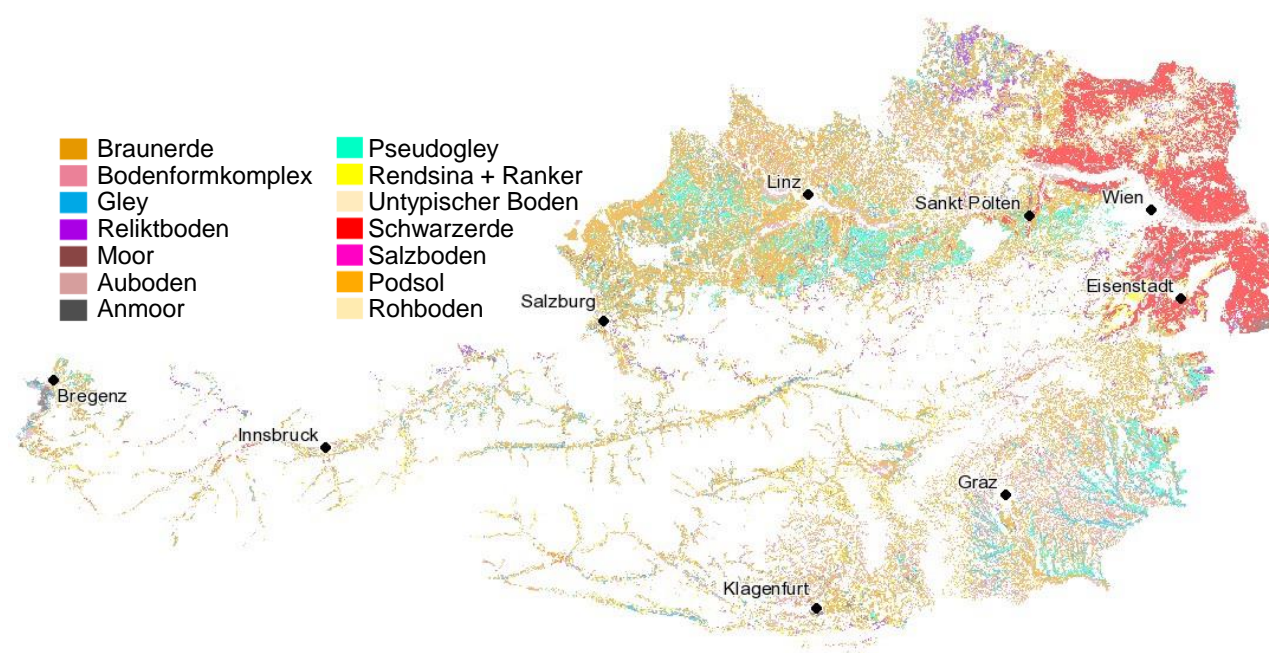 Braunerde
Bodenformkomplex
Gley
Reliktboden
Moor
Auboden
Anmoor
Pseudogley
Rendsina + Ranker
Untypischer Boden
Schwarzerde
Salzboden
Podsol
Rohboden
Linz
Sankt Pölten
Wien
Eisenstadt
Salzburg
Bregenz
Innsbruck
Graz
Klagenfurt